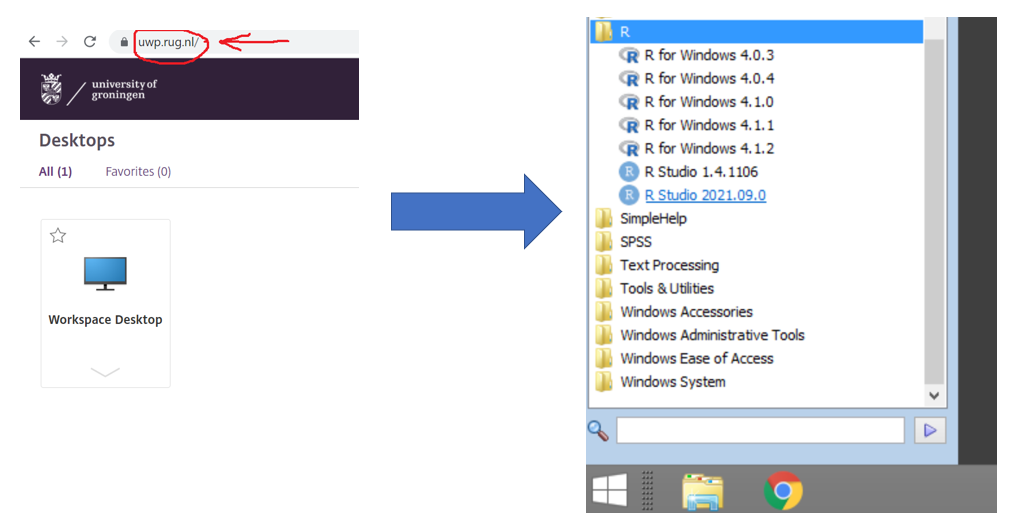 uwp.rug.nl/
university of
groningen
Desktops
All (1) Favorites (0)
Workspace Desktop
R
R for Windows 4.0.3
R for Windows 4.0.4
R for Windows 4.1.0
R for Windows 4.1.1
R for Windows 4.1.2
R Studio 1.4.1106
R Studio 2021.09.0
SimpleHelp
SPSS
Text Processing
Tools & Utilities
Windows Accessories
Windows Administrative Tools
Windows Ease of Access
Windows System